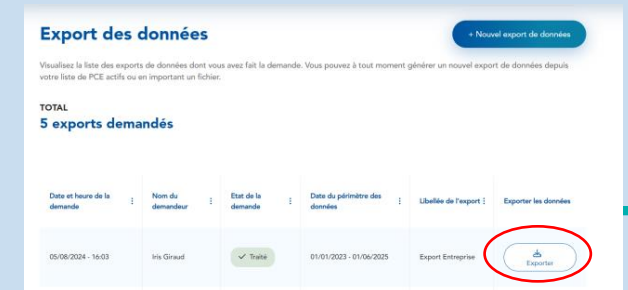 Export des données
+ Nouvel export de données
Visualisez la liste des exports de données dont vous avez fait la demande. Vous pouvez à tout moment générer un nouvel export de données depuis
votre liste de PCE actifs ou en important un fichier.
TOTAL
5 exports demandés
Date et heure de la demande
Nom du demandeur
Etat de la demande
Date du périmètre des données
Libellée de l'export
Exporter les données
05/08/2024 - 16:03
Iris Giraud
Traité
01/01/2023 - 01/06/2025
Export Entreprise
Exporter